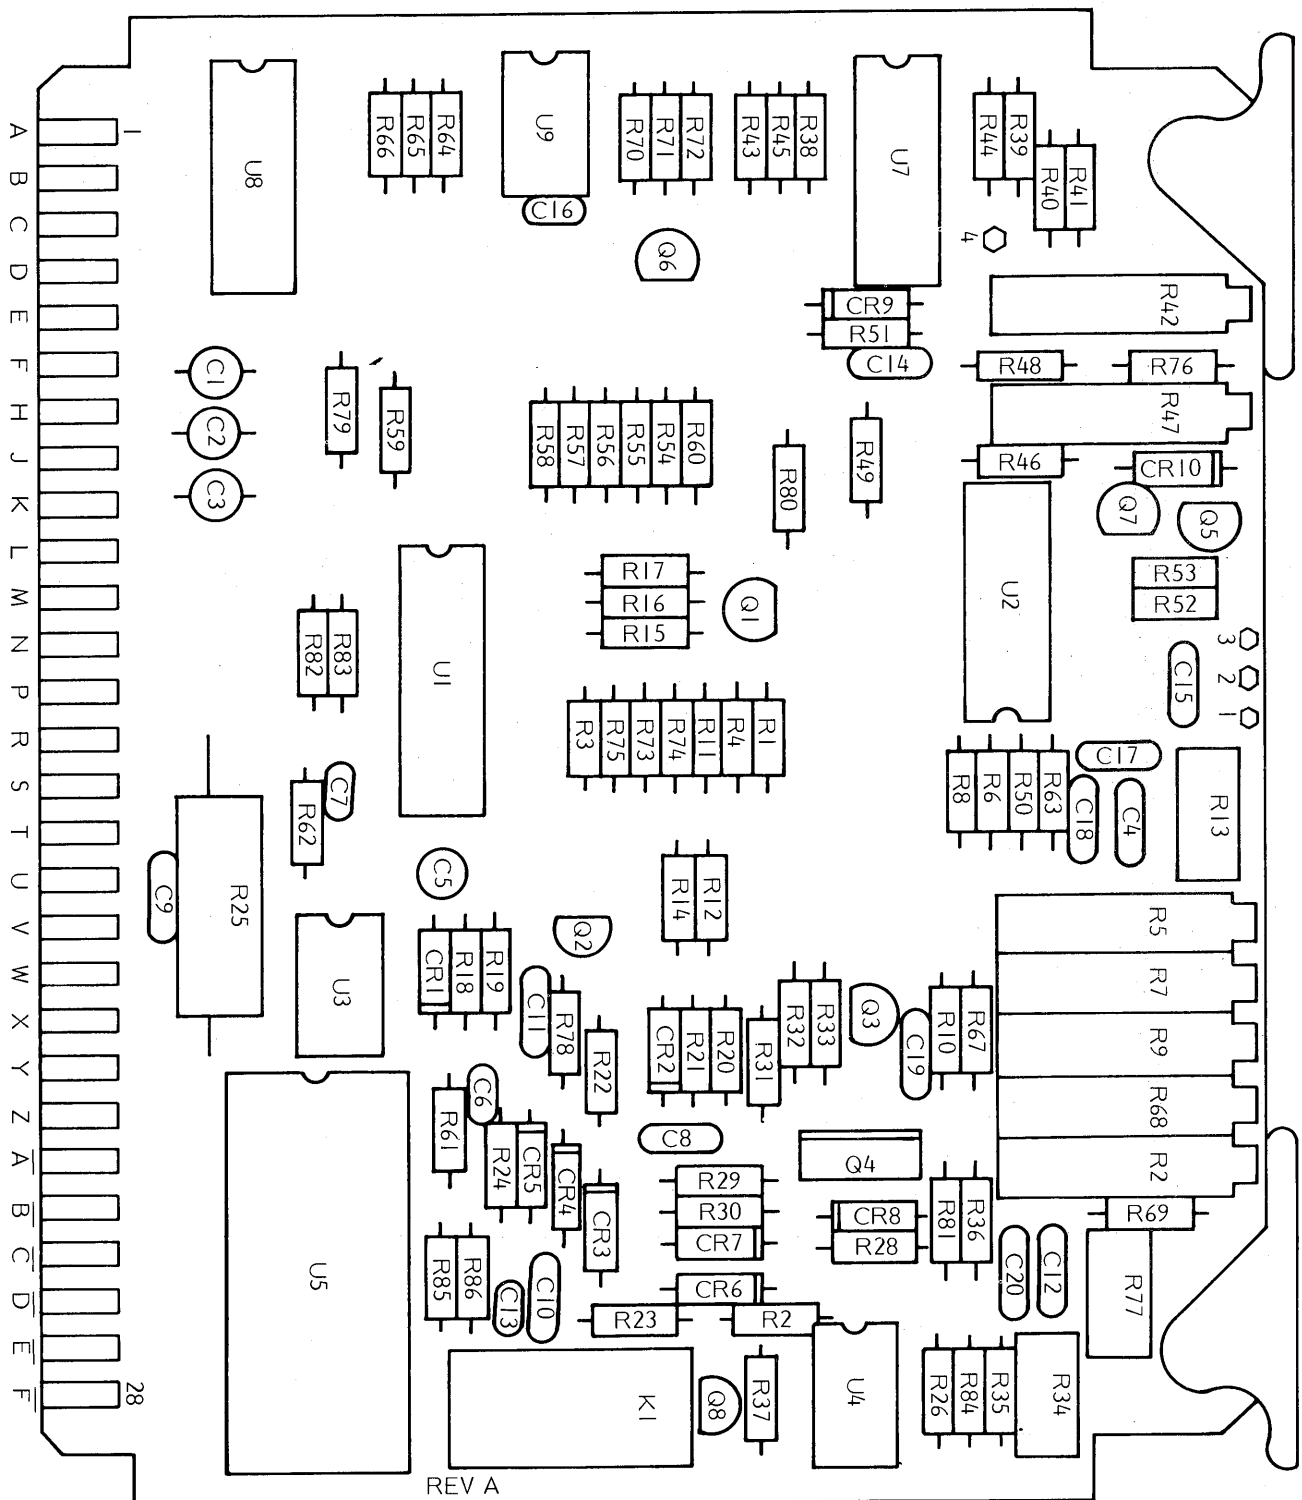 A
1
B
C
D
E
F
H
J
K
L
M
N
P
R
S
T
U
V
W
X
Y
Z
A̅
B̅
C̅
D̅
E̅
F̅
28
U8
R66
R65
R64
U9
C16
R70
R71
R72
R43
R45
R38
U7
R44
R39
R40
R41
4
Q6
CR9
R51
C14
R42
R48
R76
R47
R46
CR10
C1
C2
C3
R79
R59
R58
R57
R56
R55
R54
R60
R80
R49
Q7
Q5
R53
R52
U2
R17
R16
R15
Q1
R82
R83
U1
3
2
1
C15
R3
R75
R73
R74
R11
R4
R1
R8
R6
R50
R63
C17
C18
C4
R13
C7
R62
C5
C9
R25
R14
R12
R5
R7
R9
R68
R2
U3
CR1
R18
R19
Q2
C11
R78
R22
CR2
R21
R20
R31
R32
R33
Q3
C19
R10
R67
C6
R61
R24
CR5
CR4
CR3
C8
Q4
R29
R30
CR7
CR8
R28
R81
R36
R69
U5
R85
R86
C13
C10
CR6
R23
R2
C20
C12
R77
K1
Q8
R37
U4
R26
R84
R35
R34
REV A